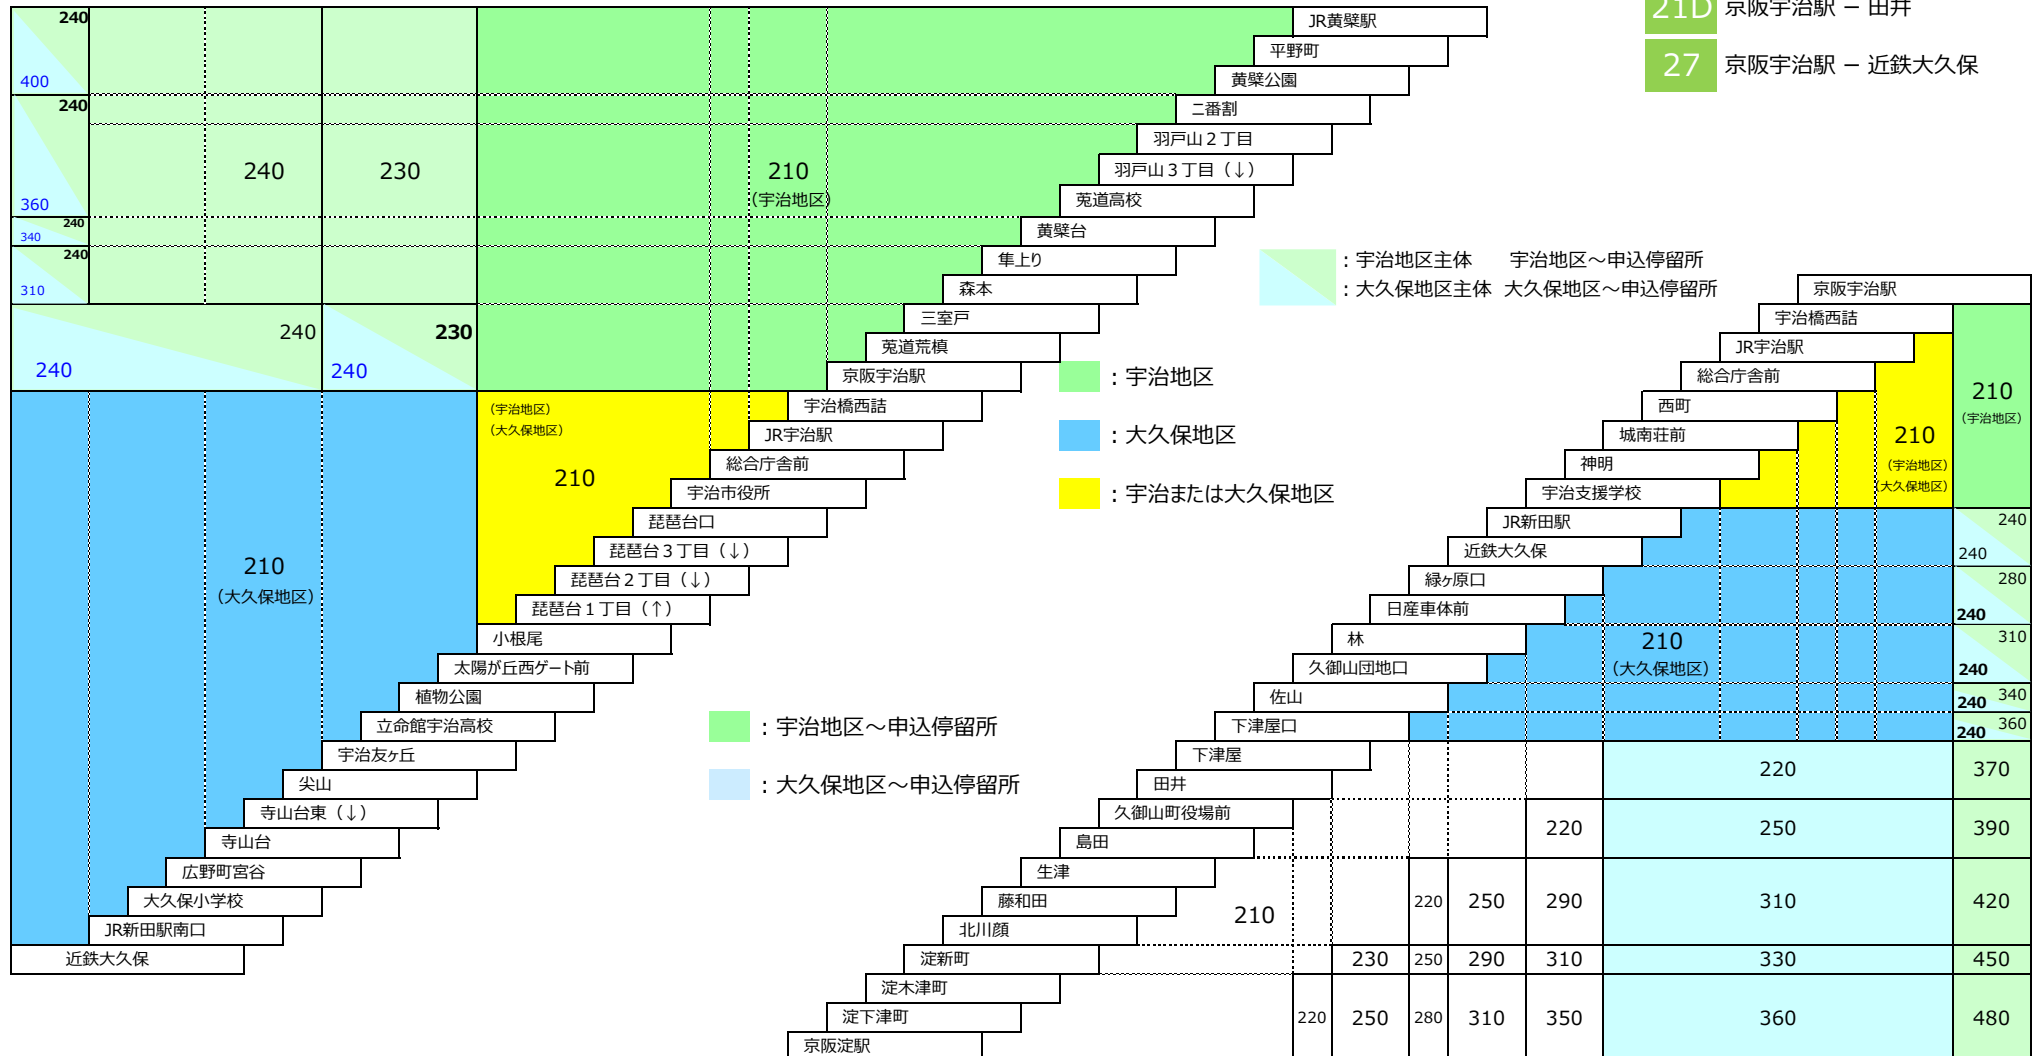 240
JR黄檗駅
21D 京阪宇治駅 － 田井
平野町
27 京阪宇治駅 － 近鉄大久保
400
黄檗公園
240
二番割
羽戸山２丁目
240
230
210
羽戸山３丁目（↓）
（宇治地区）
360
莵道高校
240
340
黄檗台
240
隼上り
：宇治地区主体 宇治地区～申込停留所
310
森本
：大久保地区主体 大久保地区～申込停留所
京阪宇治駅
三室戸
宇治橋西詰
240
230
莵道荒槙
JR宇治駅
240
240
京阪宇治駅
：宇治地区
総合庁舎前
210
（宇治地区）
（宇治地区）
（大久保地区）
宇治橋西詰
西町
JR宇治駅
：大久保地区
城南荘前
210
（宇治地区）
（大久保地区）
総合庁舎前
神明
210
宇治市役所
：宇治または大久保地区
宇治支援学校
琵琶台口
JR新田駅
240
琵琶台３丁目（↓）
近鉄大久保
240
210
（大久保地区）
琵琶台２丁目（↓）
緑ヶ原口
280
琵琶台１丁目（↑）
日産車体前
240
小根尾
林
210
（大久保地区）
310
太陽が丘西ゲート前
久御山団地口
240
植物公園
佐山
340
240
立命館宇治高校
：宇治地区～申込停留所
下津屋口
360
240
宇治友ヶ丘
下津屋
220
370
尖山
：大久保地区～申込停留所
田井
寺山台東（↓）
久御山町役場前
220
250
390
寺山台
島田
広野町宮谷
生津
大久保小学校
藤和田
210
220
250
290
310
420
JR新田駅南口
北川顔
近鉄大久保
淀新町
230
250
290
310
330
450
淀木津町
淀下津町
220
250
280
310
350
360
480
京阪淀駅